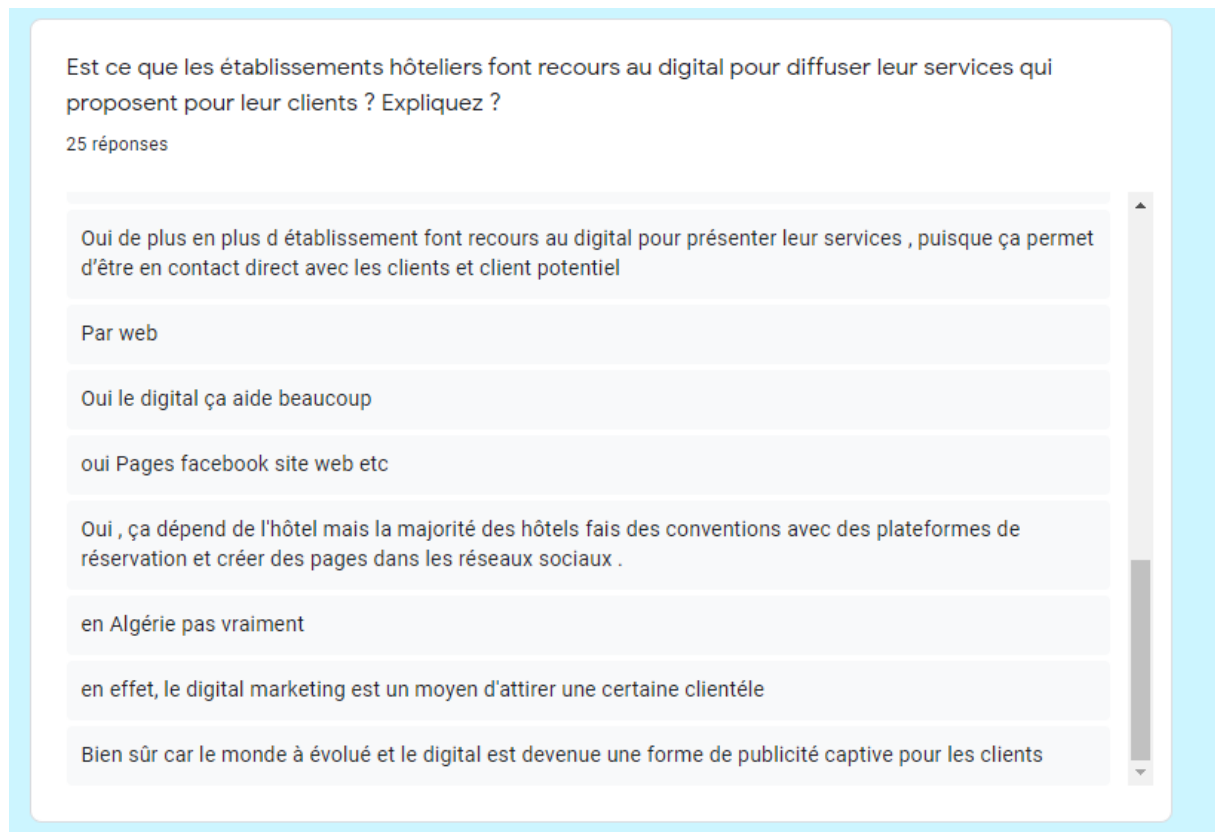 Est ce que les établissements hôteliers font recours au digital pour diffuser leur services qui
proposent pour leur clients ? Expliquez ?
25 réponses
Oui de plus en plus d établissement font recours au digital pour présenter leur services , puisque ça permet
d’être en contact direct avec les clients et client potentiel
Par web
Oui le digital ça aide beaucoup
oui Pages facebook site web etc
Oui , ça dépend de l'hôtel mais la majorité des hôtels fais des conventions avec des plateformes de
réservation et créer des pages dans les réseaux sociaux .
en Algérie pas vraiment
en effet, le digital marketing est un moyen d'attirer une certaine clientéle
Bien sûr car le monde à évolué et le digital est devenue une forme de publicité captive pour les clients